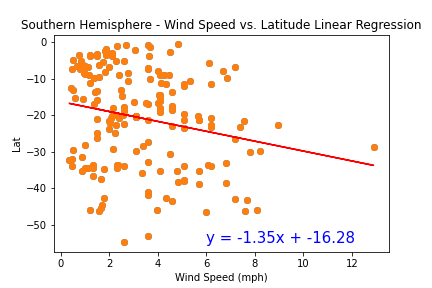 Southern Hemisphere - Wind Speed vs. Latitude Linear Regression
0
−10
−20
−30
−40
−50
Lat
y = -1.35x + -16.28
0 2 4 6 8 10 12
Wind Speed (mph)